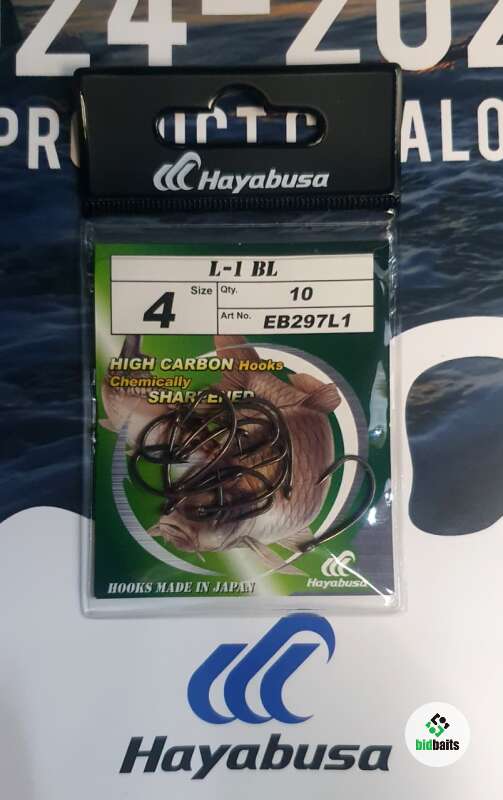 Hayabusa
L-1 BL
4 Size Qty. 10
Art No. EB297L1
HIGH CARBON Hooks
Chemically
SHARPENED
HOOKS MADE IN JAPAN
Hayabusa
Hayabusa
bidbaits